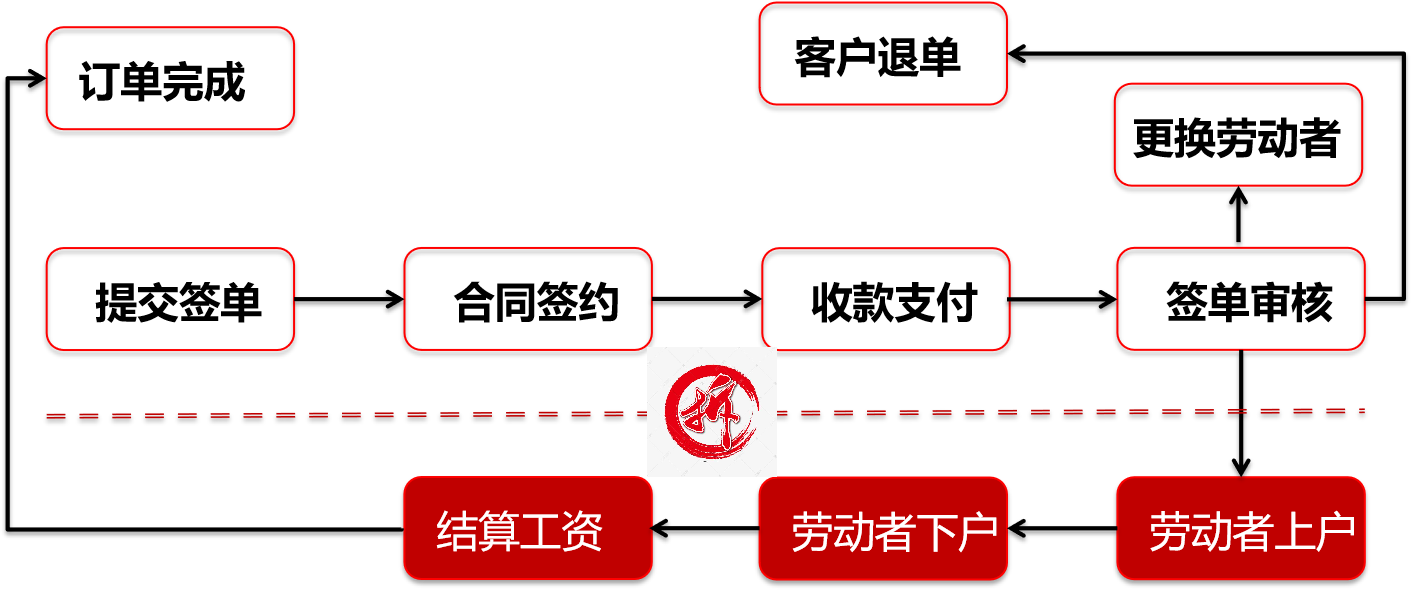 订单完成
客户退单
更换劳动者
提交签单
合同签约
收款支付
签单审核
拆
结算工资
劳动者下户
劳动者上户